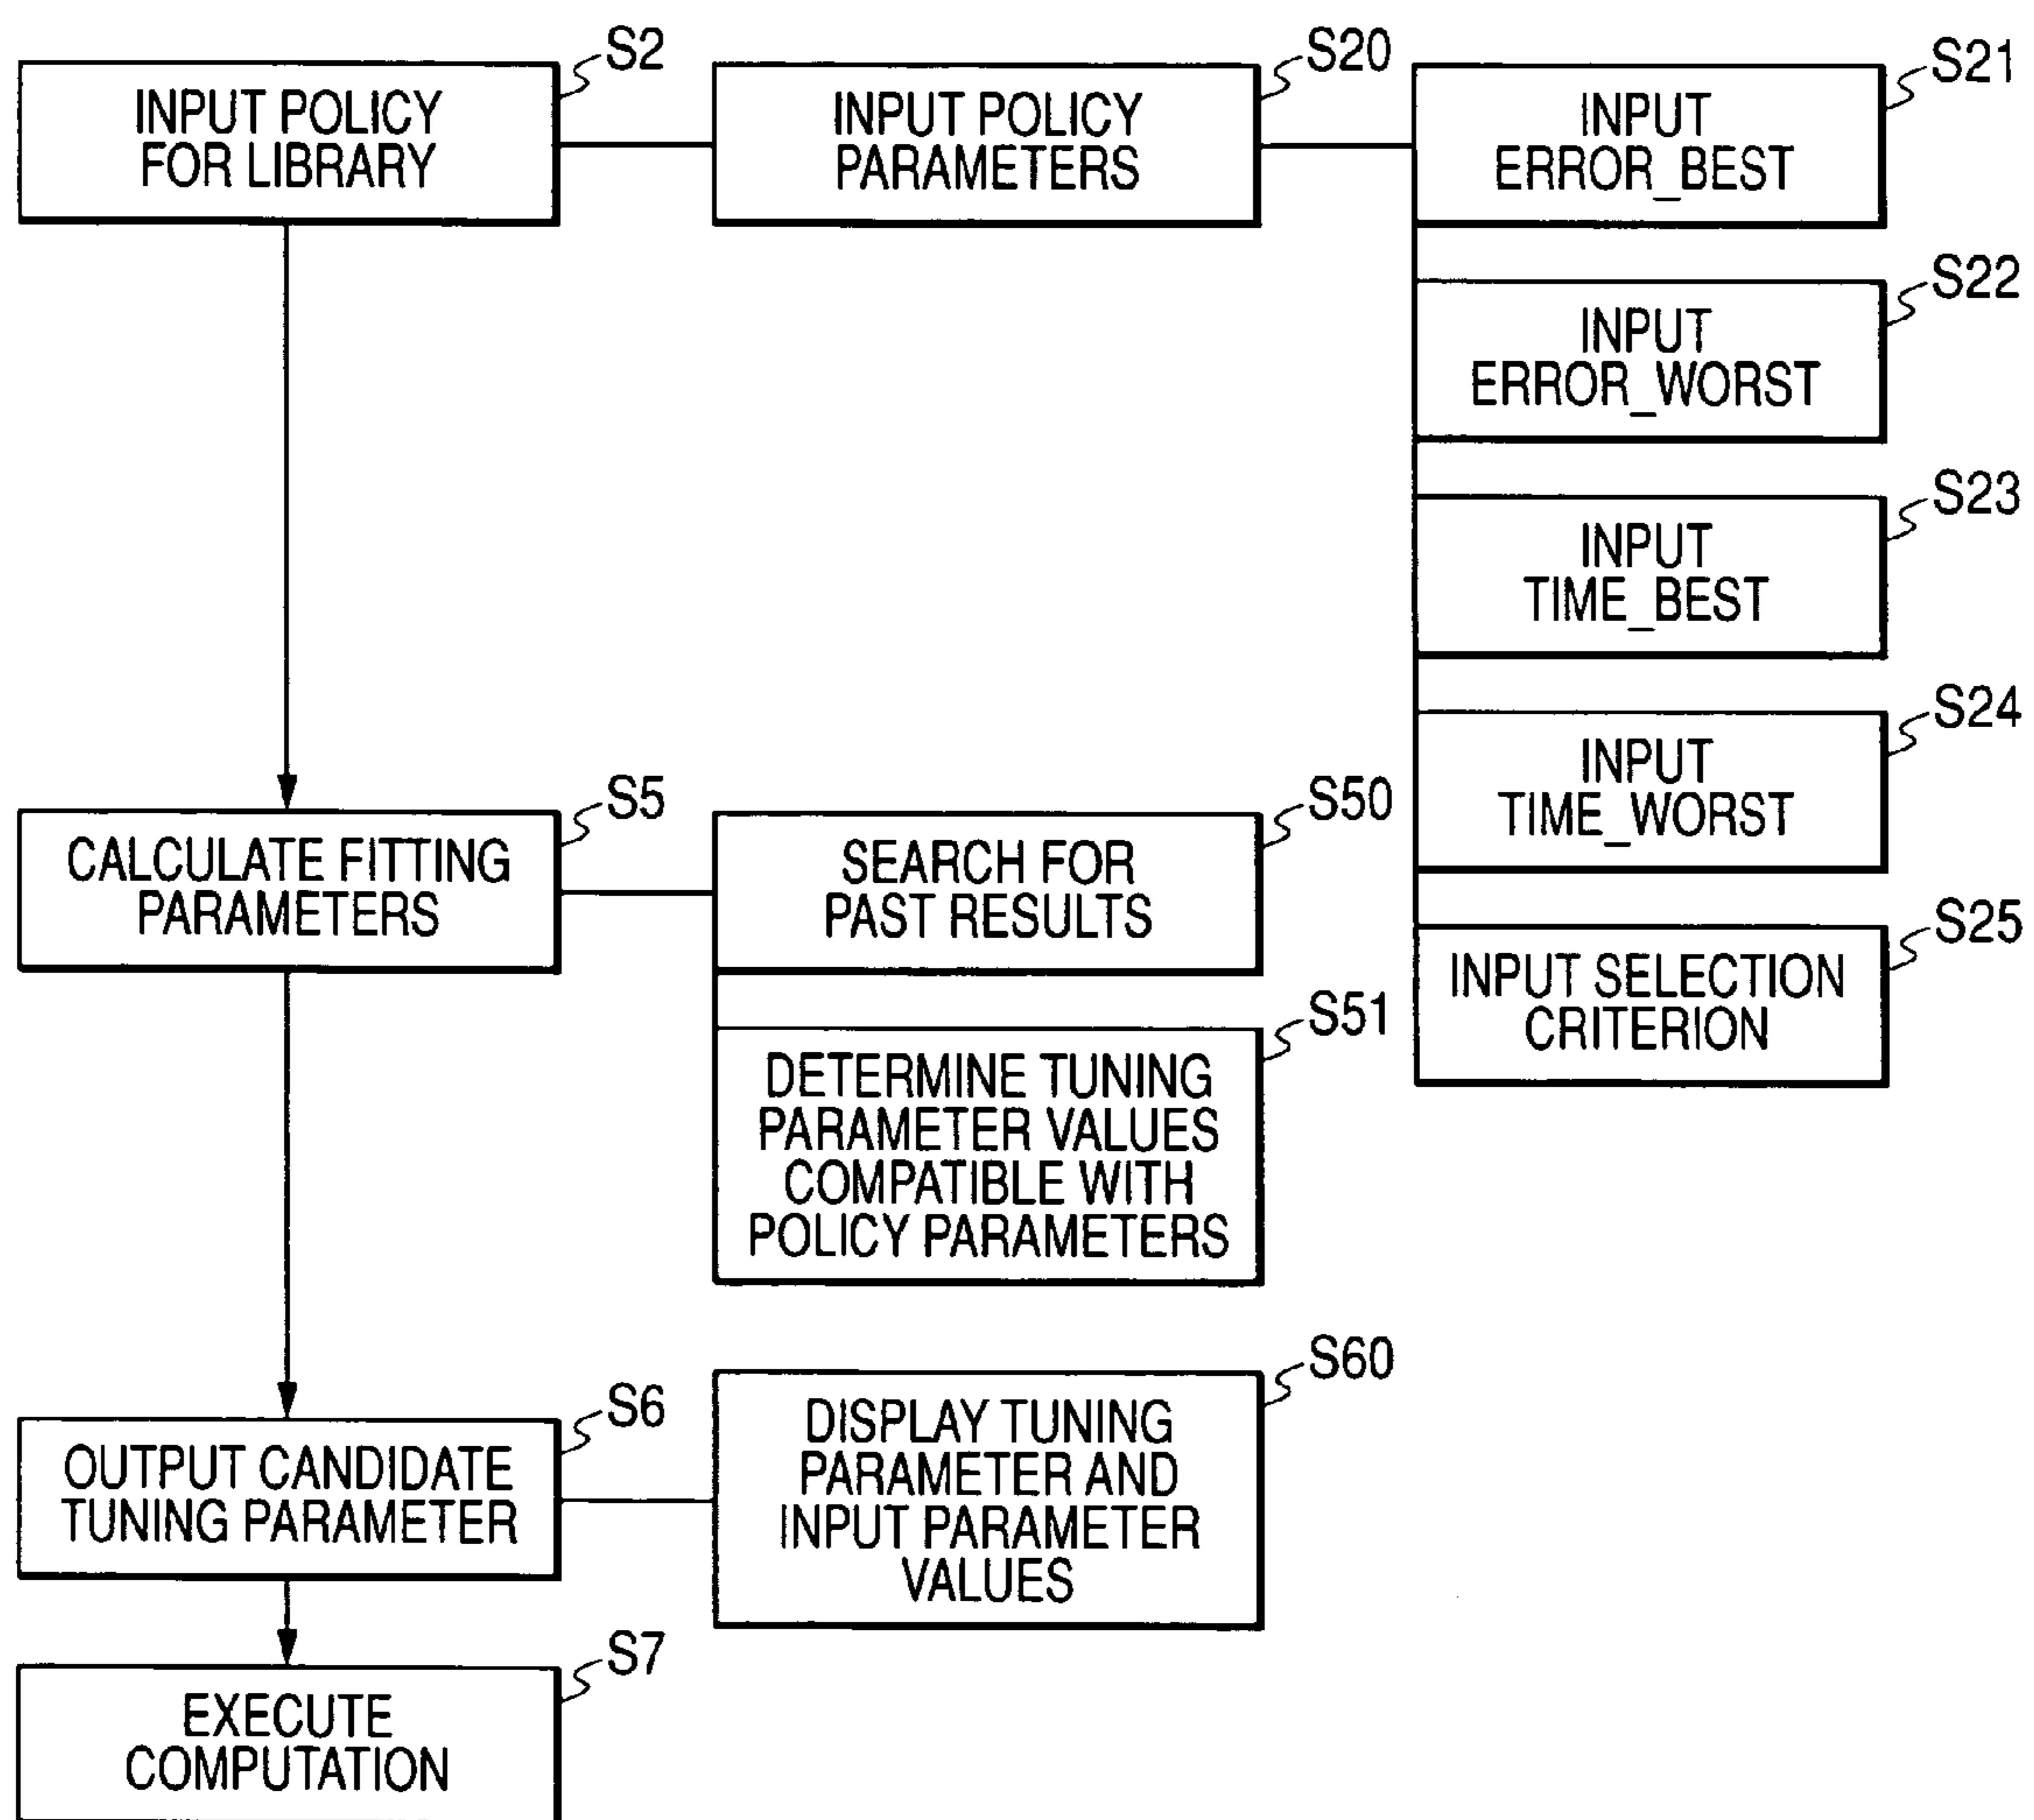 S2
INPUT POLICY
FOR LIBRARY
S20
INPUT POLICY
PARAMETERS
S21
INPUT
ERROR_BEST
S22
INPUT
ERROR_WORST
S23
INPUT
TIME_BEST
S24
INPUT
TIME_WORST
S25
INPUT SELECTION
CRITERION
S5
CALCULATE FITTING
PARAMETERS
S50
SEARCH FOR
PAST RESULTS
S51
DETERMINE TUNING
PARAMETER VALUES
COMPATIBLE WITH
POLICY PARAMETERS
S6
OUTPUT CANDIDATE
TUNING PARAMETER
S60
DISPLAY TUNING
PARAMETER AND
INPUT PARAMETER
VALUES
S7
EXECUTE
COMPUTATION